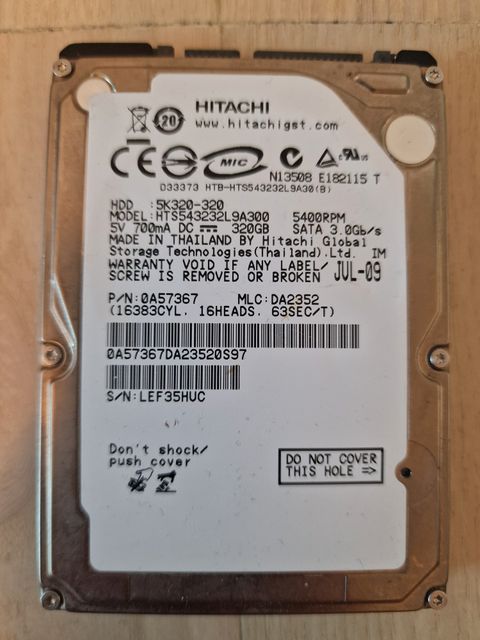 20
HITACHI
www.hitachigst.com
CE MIC
N13508 E182115 T
D33373 HTB-HTS543232L9A30(B)
HDD :5K320-320
MODEL:HTS543232L9A300 5400RPM
5V 700mA DC 320GB SATA 3.0Gb/s
MADE IN THAILAND BY Hitachi Global
Storage Technologies(Thailand).Ltd. IM
WARRANTY VOID IF ANY LABEL/
SCREW IS REMOVED OR BROKEN JUL-09
P/N:0A57367 MLC:DA2352
(16383CYL. 16HEADS. 63SEC/T)
0A57367DA23520S97
S/N:LEF35HUC
Don't shock/
push cover
DO NOT COVER
THIS HOLE =>